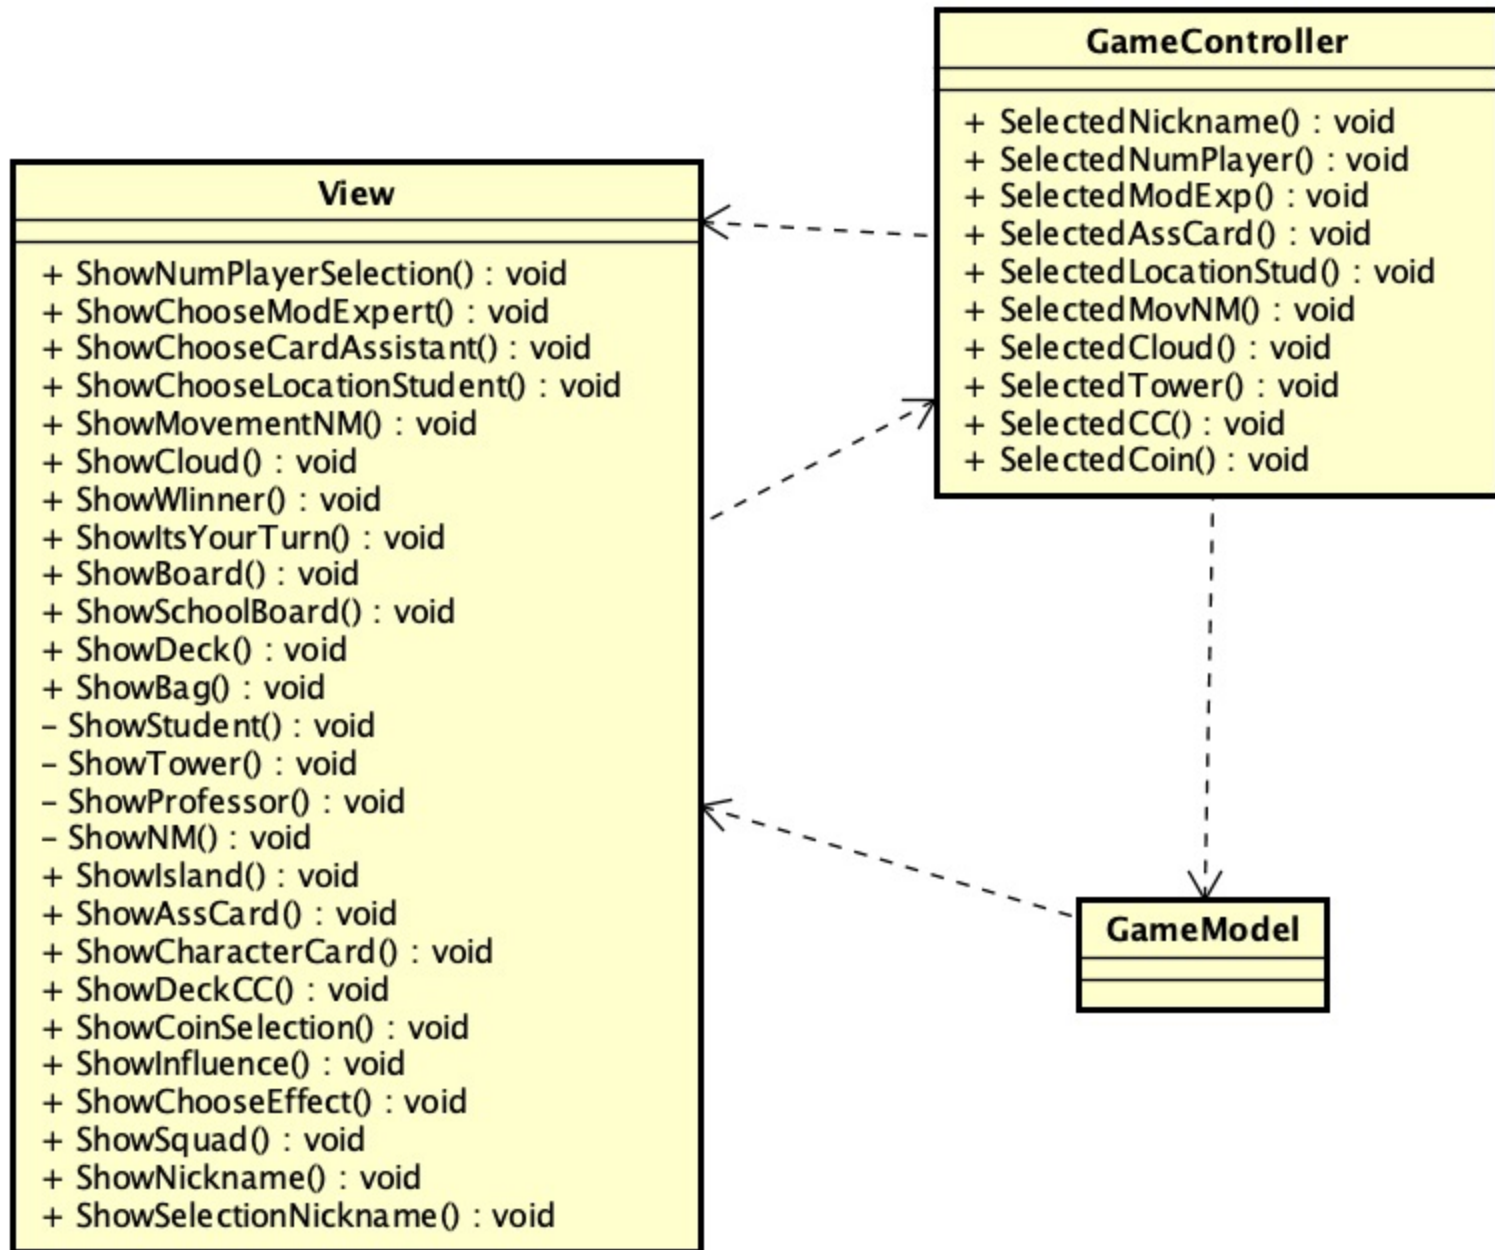 GameController
+ SelectedNickname() : void
+ SelectedNumPlayer() : void
+ SelectedModExp() : void
+ SelectedAssCard() : void
+ SelectedLocationStud() : void
+ SelectedMovNM() : void
+ SelectedCloud() : void
+ SelectedTower() : void
+ SelectedCC() : void
+ SelectedCoin() : void
View
+ ShowNumPlayerSelection() : void
+ ShowChooseModExpert() : void
+ ShowChooseCardAssistant() : void
+ ShowChooseLocationStudent() : void
+ ShowMovementNM() : void
+ ShowCloud() : void
+ ShowWIinner() : void
+ ShowItsYourTurn() : void
+ ShowBoard() : void
+ ShowSchoolBoard() : void
+ ShowDeck() : void
+ ShowBag() : void
– ShowStudent() : void
– ShowTower() : void
– ShowProfessor() : void
– ShowNM() : void
+ ShowIsland() : void
+ ShowAssCard() : void
+ ShowCharacterCard() : void
+ ShowDeckCC() : void
+ ShowCoinSelection() : void
+ ShowInfluence() : void
+ ShowChooseEffect() : void
+ ShowSquad() : void
+ ShowNickname() : void
+ ShowSelectionNickname() : void
GameModel